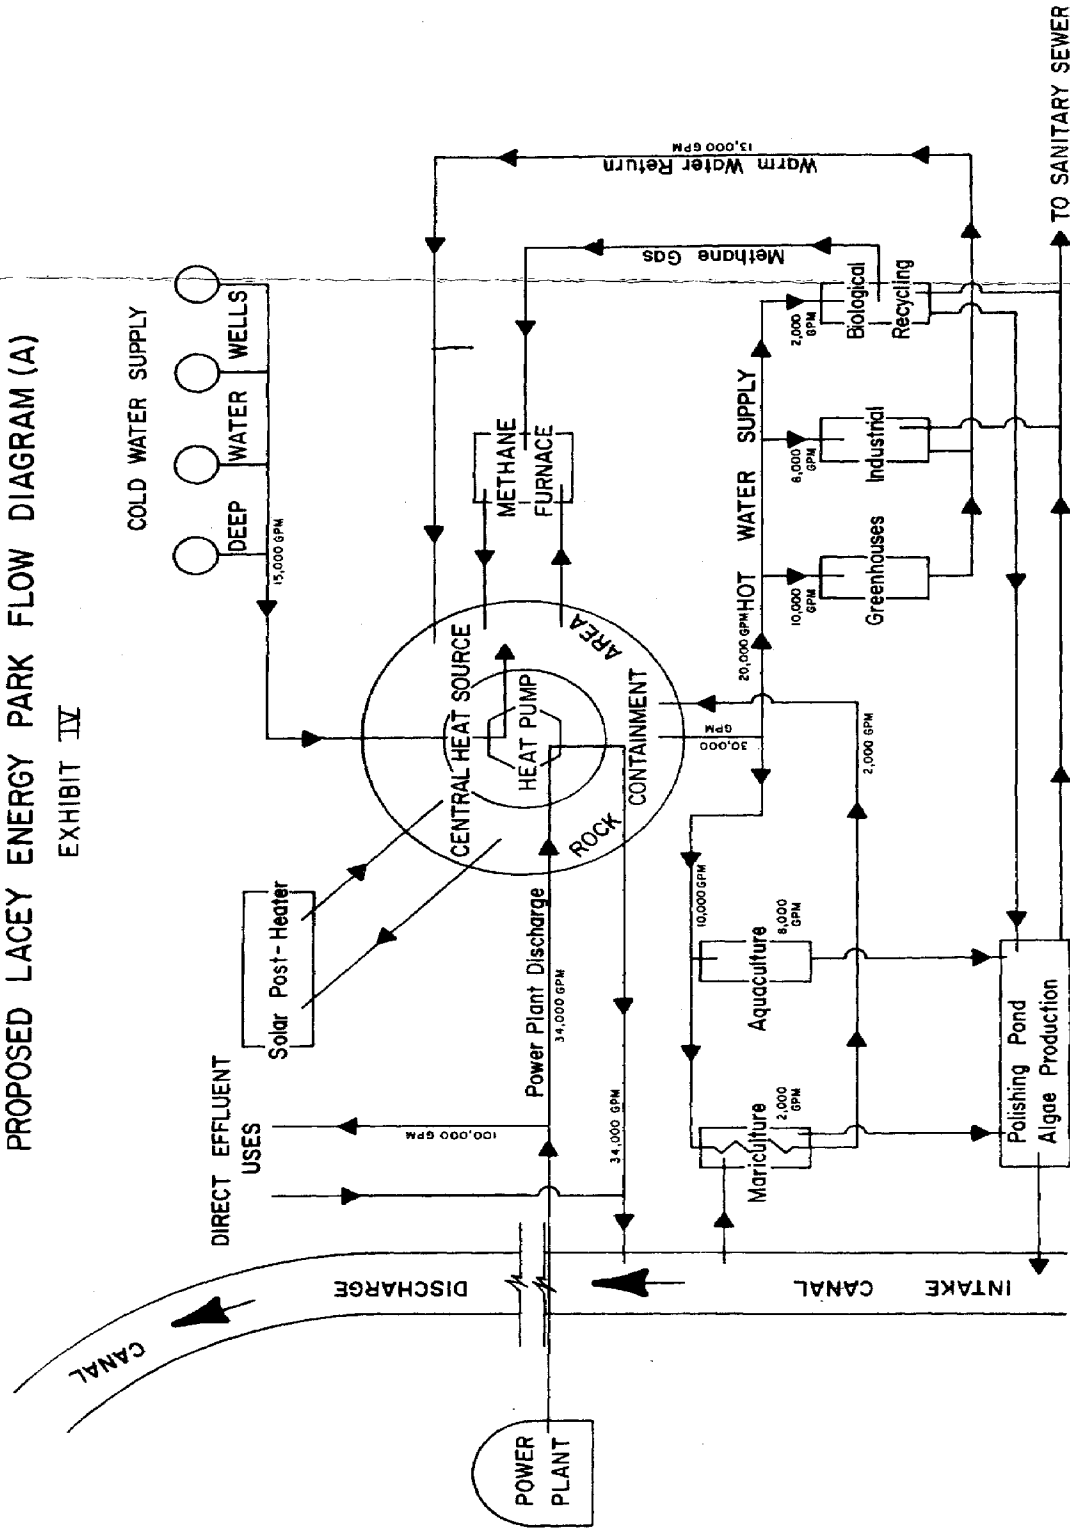 PROPOSED LACEY ENERGY PARK FLOW DIAGRAM (A)
EXHIBIT IV
COLD WATER SUPPLY
DEEP WATER WELLS
15,000 GPM
Solar Post-Heater
DIRECT EFFLUENT
USES
100,000 GPM
CENTRAL HEAT SOURCE
HEAT PUMP
ROCK
CONTAINMENT
AREA
METHANE
FURNACE
Methane Gas
Warm Water Return
13,000 GPM
Power Plant Discharge
34,000 GPM
34,000 GPM
CANAL
DISCHARGE
INTAKE CANAL
POWER
PLANT
30,000
GPM
20,000 GPM
HOT WATER SUPPLY
2,000 GPM
10,000 GPM
10,000
GPM
8,000
GPM
2,000
GPM
Greenhouses
Industrial
Biological
Recycling
Mariculture
2,000
GPM
Aquaculture
8,000
GPM
Polishing Pond
Algae Production
TO SANITARY SEWER